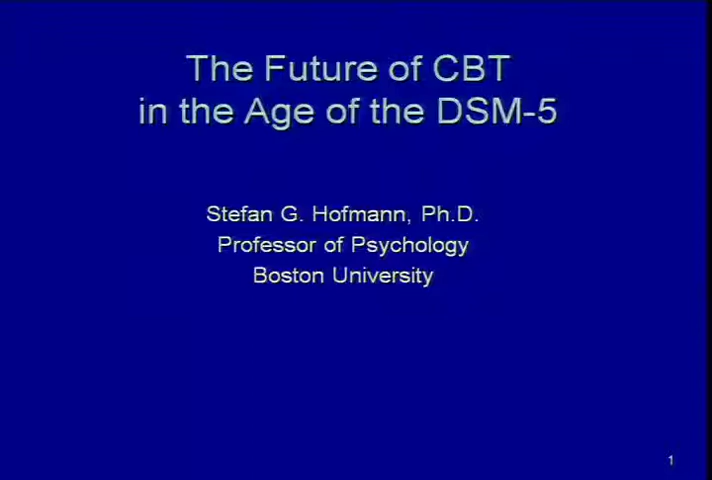 The Future of CBT
in the Age of the DSM-5
Stefan G. Hofmann, Ph.D.
Professor of Psychology
Boston University
1